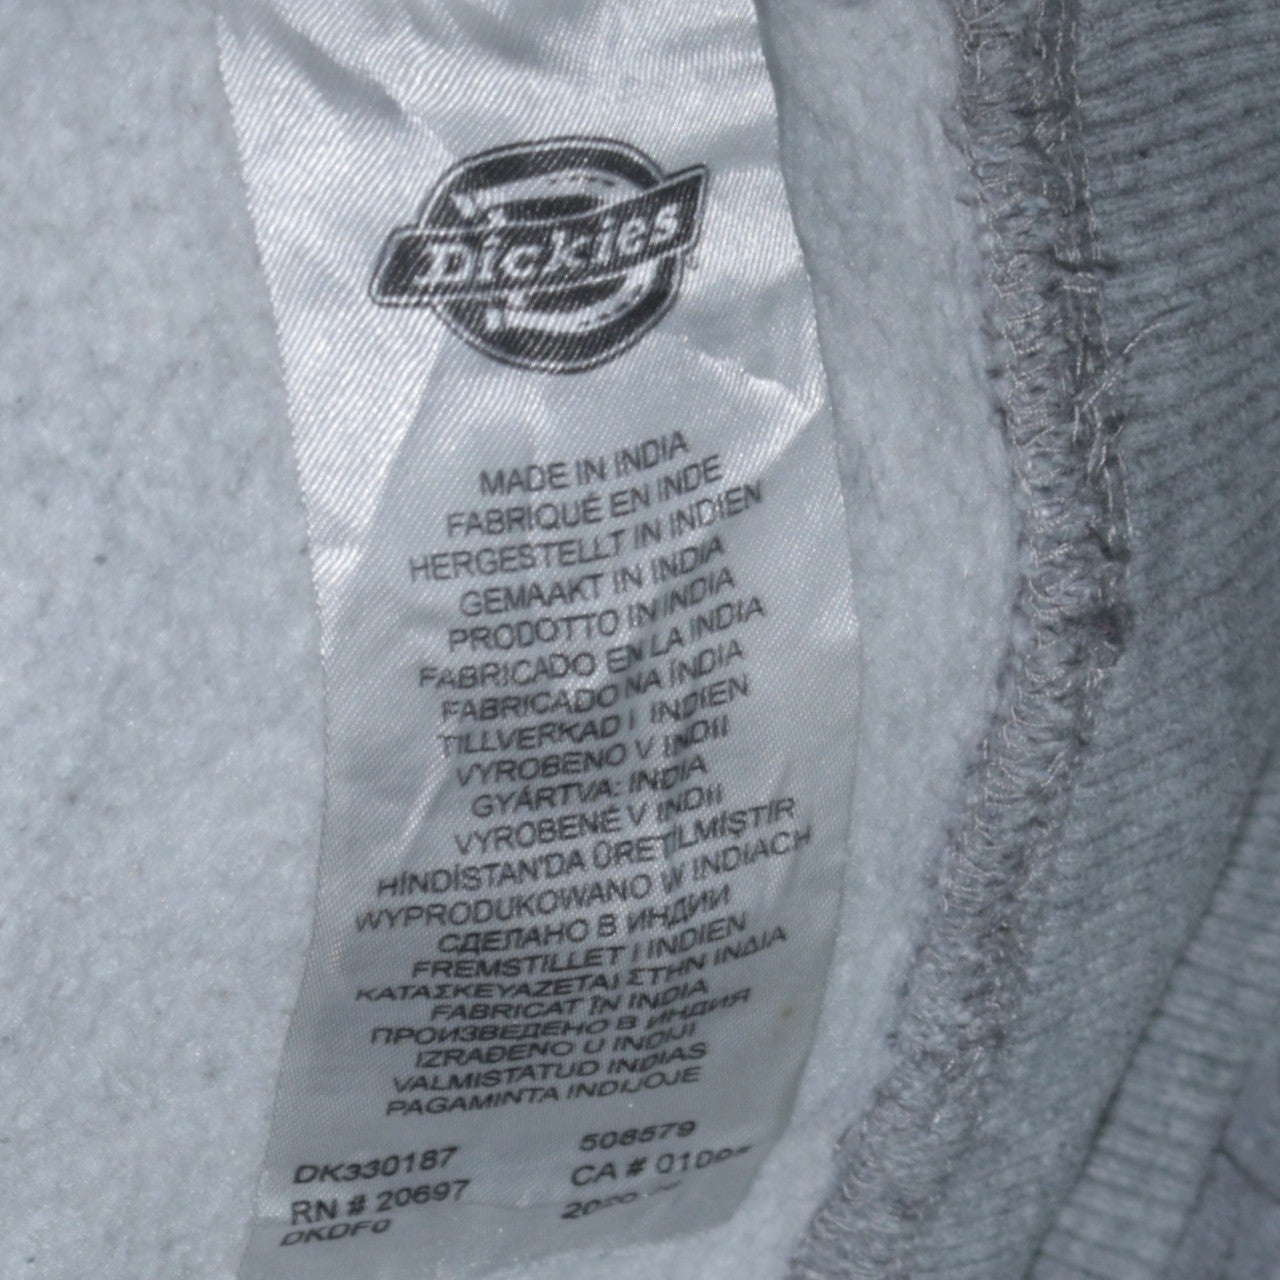 Dickies
MADE IN INDIA
FABRIQUÉ EN INDE
HERGESTELLT IN INDIEN
GEMAAKT IN INDIA
PRODOTTO IN INDIA
FABRICADO EN LA INDIA
FABRICADO NA ÍNDIA
TILLVERKAD I INDIEN
VYROBENO V INDII
GYÁRTVA: INDIA
VYROBENÉ V INDII
HİNDİSTAN'DA ÜRETİLMİŞTİR
WYPRODUKOWANO W INDIACH
СДЕЛАНО В ИНДИИ
FREMSTILLET I INDIEN
ΚΑΤΑΣΚΕΥΑΖΕΤΑΙ ΣΤΗΝ ΙΝΔΙΑ
FABRICAT ÎN INDIA
ПРОИЗВЕДЕНО В ИНДИЯ
IZRAĐENO U INDIJI
VALMISTATUD INDIAS
PAGAMINTA INDIJOJE
DK330187 508579
RN # 20697 CA #
DKDF0